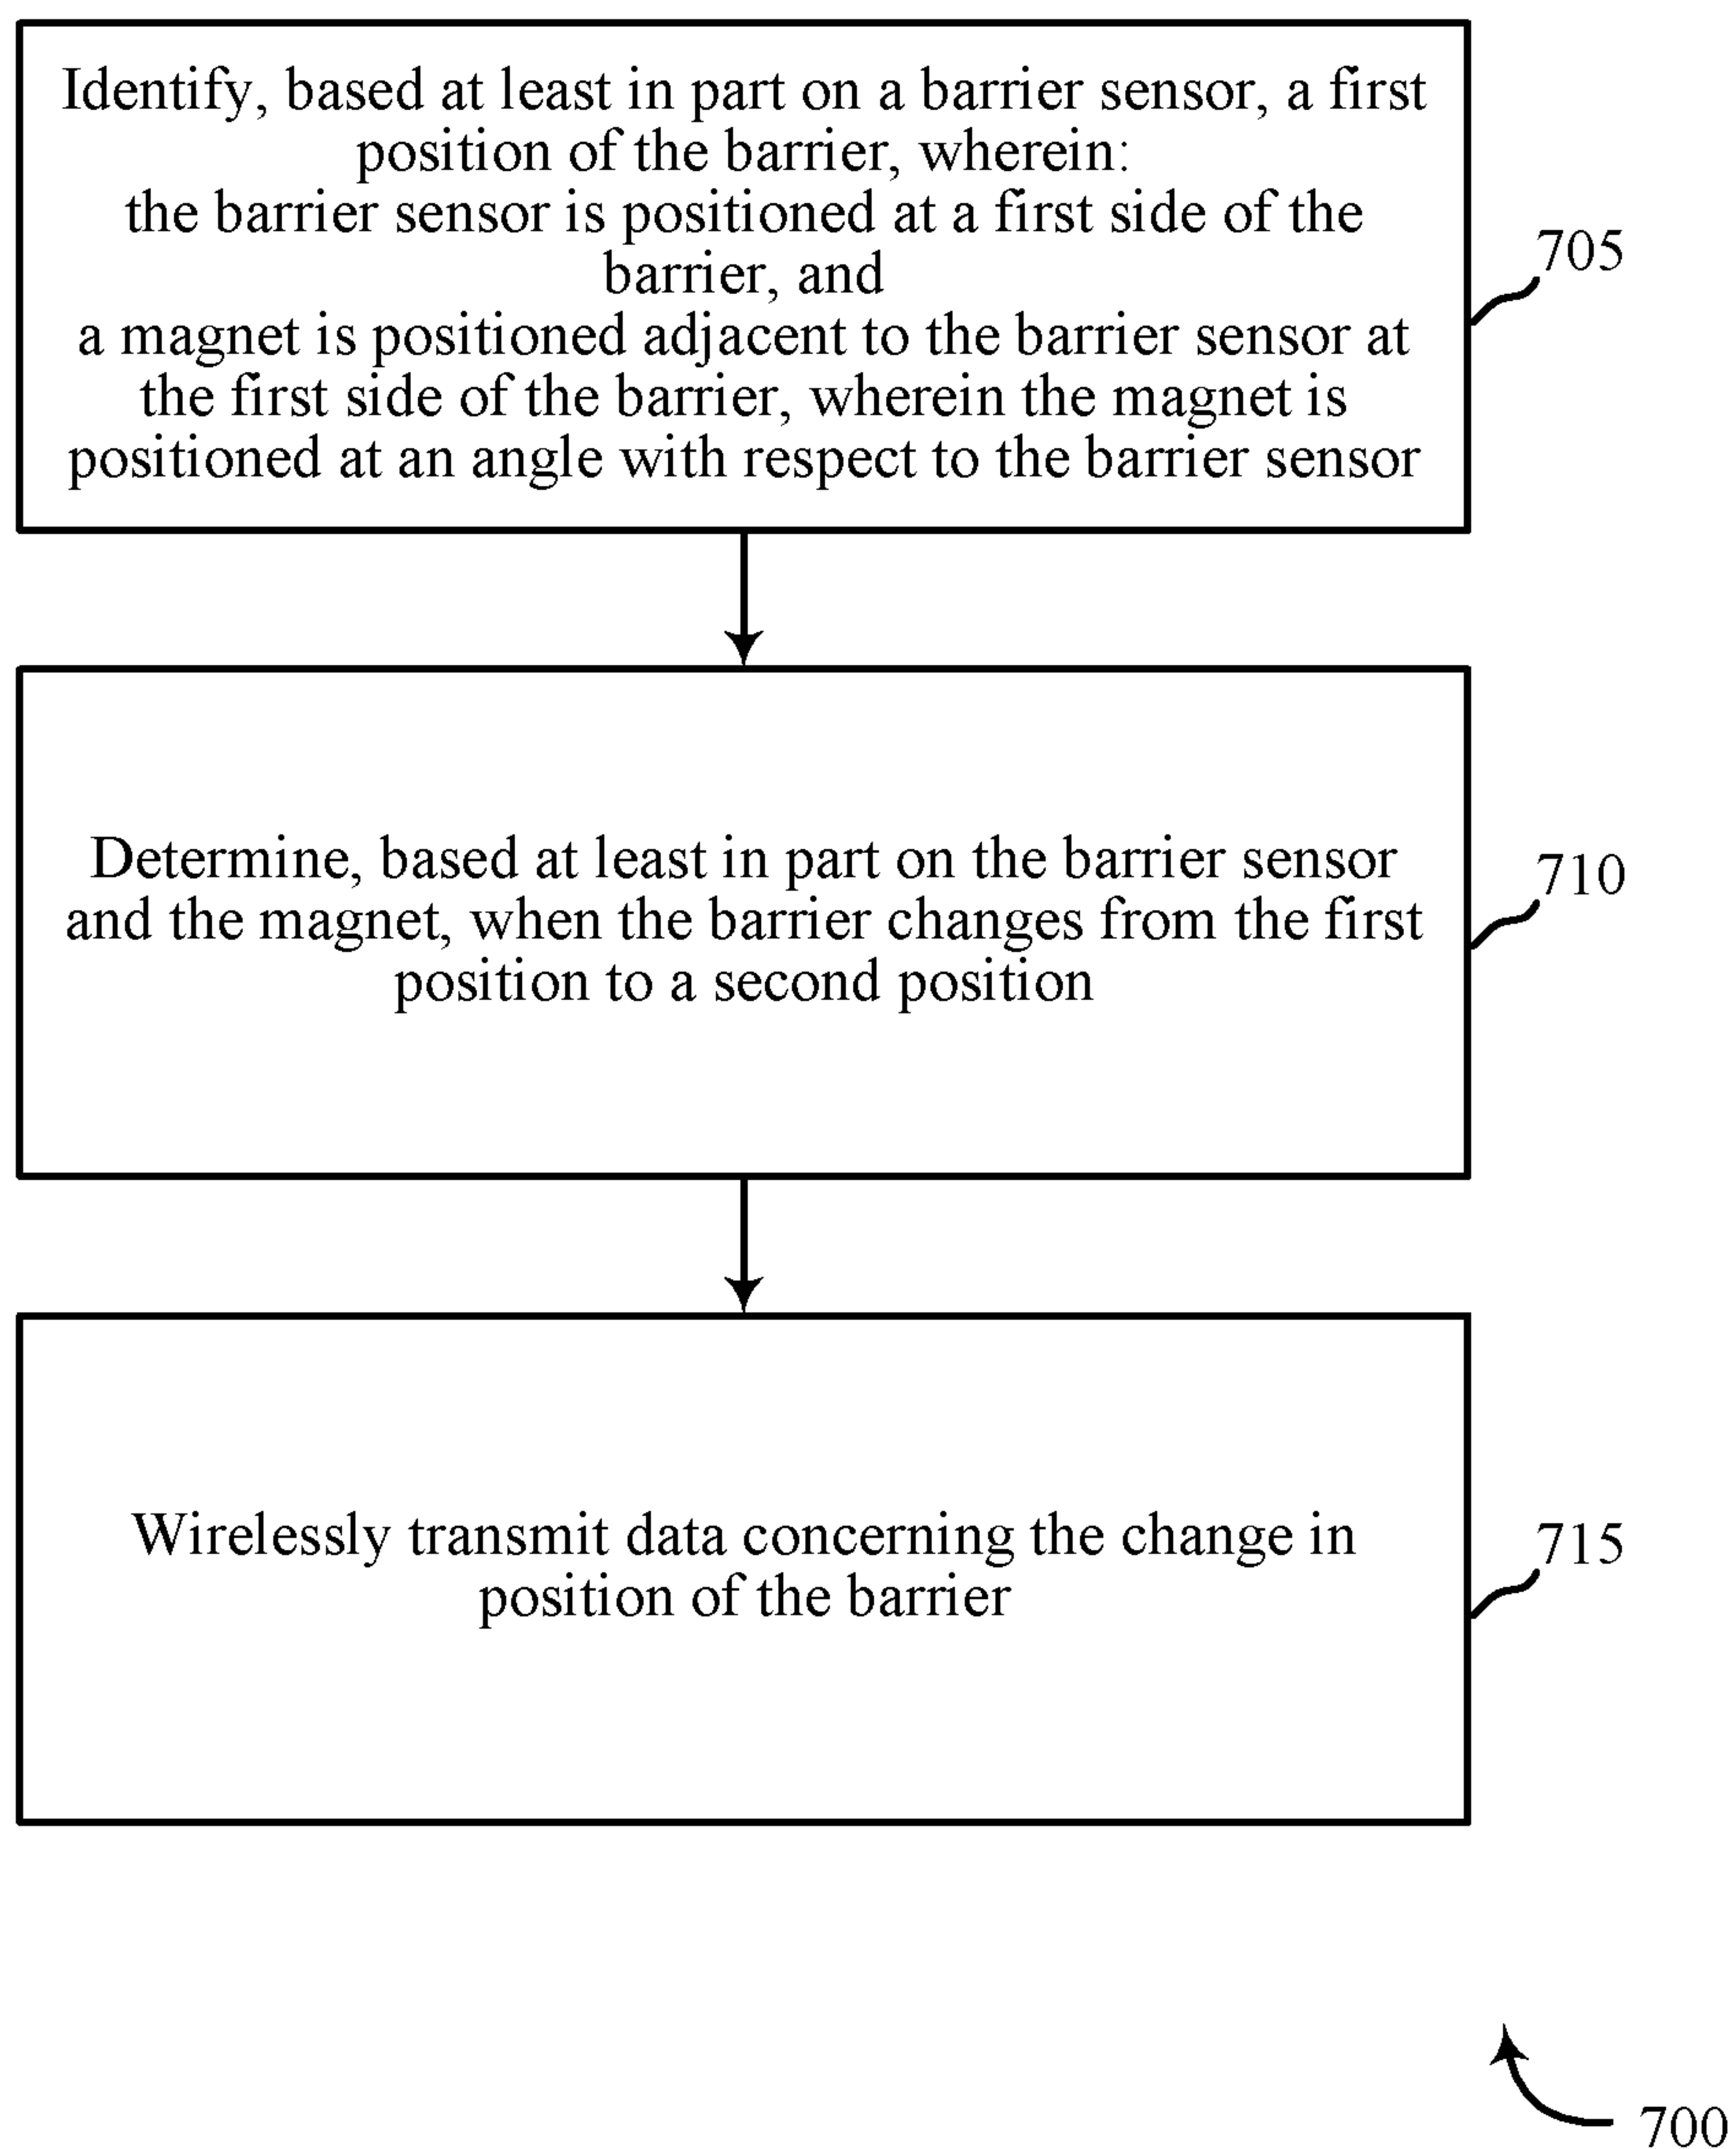 Identify, based at least in part on a barrier sensor, a first
position of the barrier, wherein:
the barrier sensor is positioned at a first side of the
barrier, and
a magnet is positioned adjacent to the barrier sensor at
the first side of the barrier, wherein the magnet is
positioned at an angle with respect to the barrier sensor
705
Determine, based at least in part on the barrier sensor
and the magnet, when the barrier changes from the first
position to a second position
710
Wirelessly transmit data concerning the change in
position of the barrier
715
700